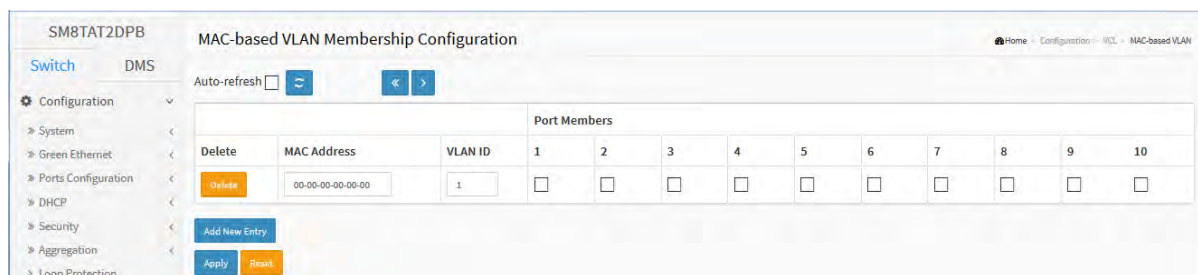 SM8TAT2DPB
MAC-based VLAN Membership Configuration
Home > Configuration > VCL > MAC-based VLAN
Switch DMS
Auto-refresh
Configuration
Port Members
» System
Delete MAC Address VLAN ID 1 2 3 4 5 6 7 8 9 10
» Green Ethernet
» Ports Configuration
Delete 00-00-00-00-00-00 1
» DHCP
» Security
Add New Entry
» Aggregation
Apply Reset
» Loop Protection